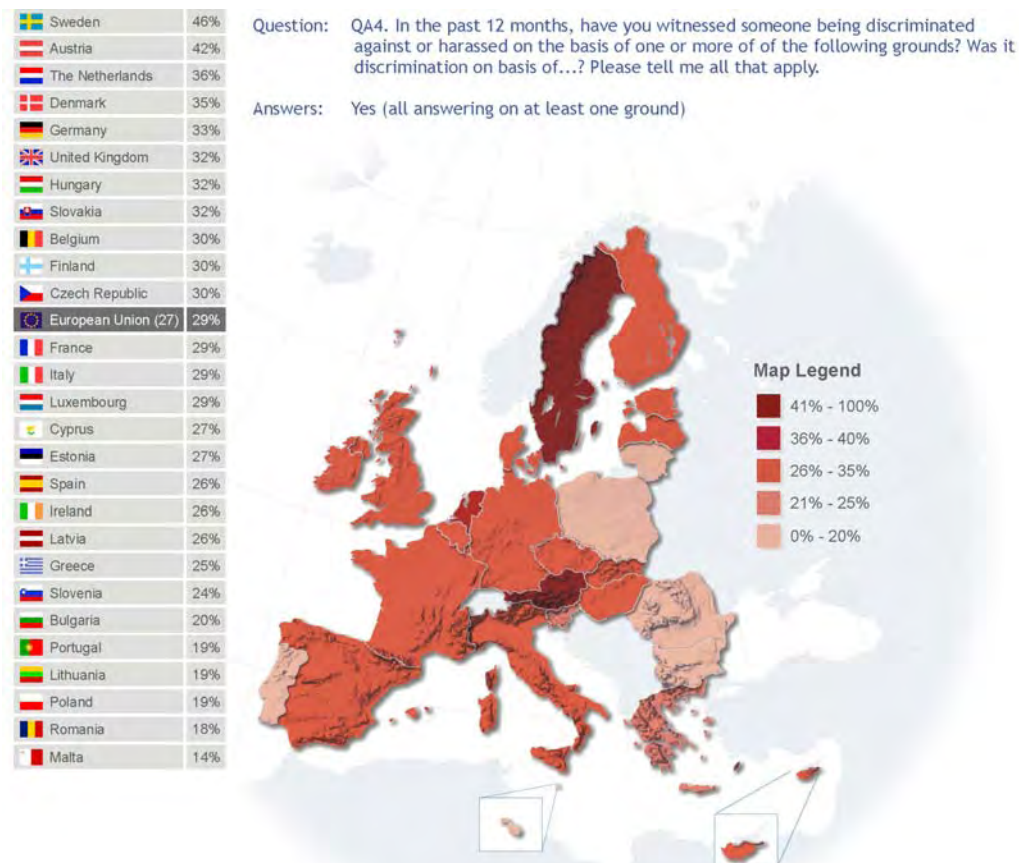 Sweden 46%
Austria 42%
The Netherlands 36%
Denmark 35%
Germany 33%
United Kingdom 32%
Hungary 32%
Slovakia 32%
Belgium 30%
Finland 30%
Czech Republic 30%
European Union (27) 29%
France 29%
Italy 29%
Luxembourg 29%
Cyprus 27%
Estonia 27%
Spain 26%
Ireland 26%
Latvia 26%
Greece 25%
Slovenia 24%
Bulgaria 20%
Portugal 19%
Lithuania 19%
Poland 19%
Romania 18%
Malta 14%
Question: QA4. In the past 12 months, have you witnessed someone being discriminated
against or harassed on the basis of one or more of of the following grounds? Was it
discrimination on basis of...? Please tell me all that apply.
Answers: Yes (all answering on at least one ground)
Map Legend
41% - 100%
36% - 40%
26% - 35%
21% - 25%
0% - 20%